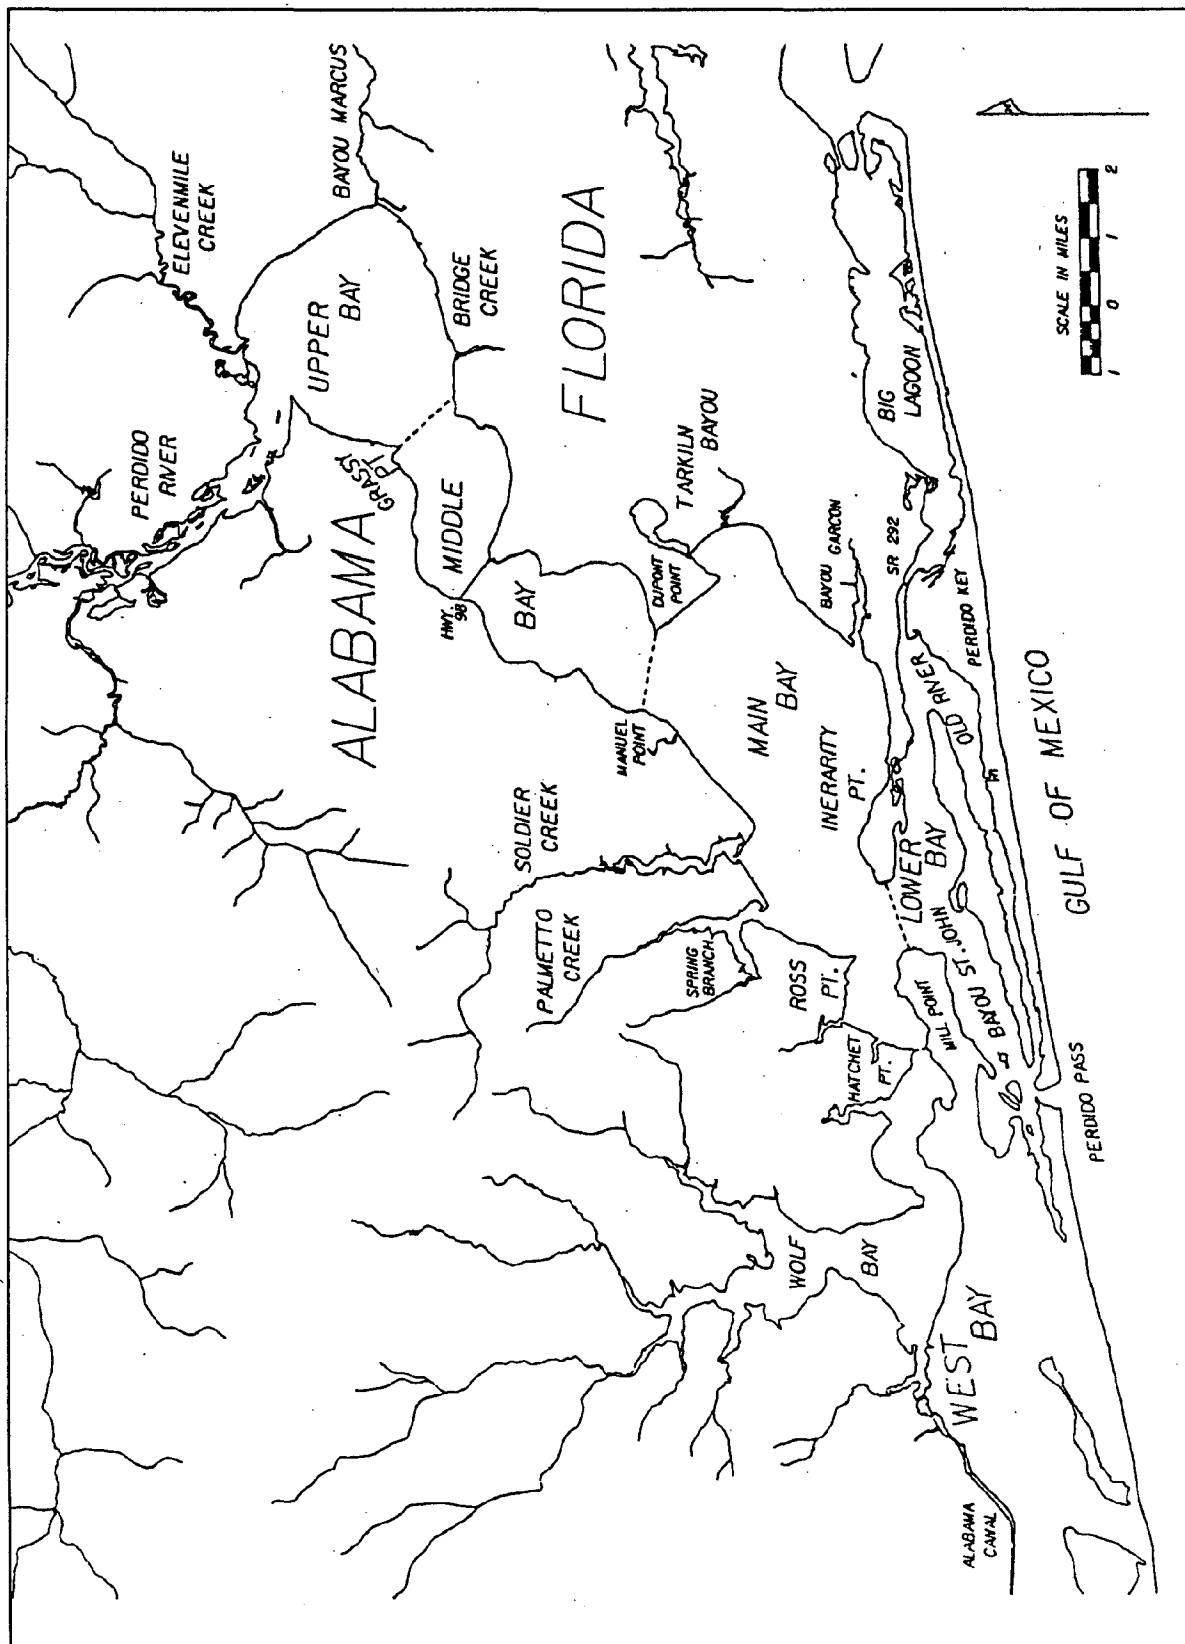 ELEVENMILE
CREEK
BAYOU MARCUS
PERDIDO
RIVER
UPPER
BAY
BRIDGE
CREEK
GRASSY
PT.
ALABAMA
MIDDLE
BAY
HWY.
98
FLORIDA
TARKILN
BAYOU
DUPONT
POINT
MANUEL
POINT
MAIN
BAY
SOLDIER
CREEK
PALMETTO
CREEK
SPRING
BRANCH
ROSS
PT.
HATCHET
PT.
INERARITY
PT.
BAYOU GARCON
SR 292
BIG
LAGOON
LOWER
BAY
OLD RIVER
PERDIDO KEY
MILL POINT
BAYOU ST. JOHN
WOLF
BAY
WEST
BAY
ALABAMA
CANAL
PERDIDO PASS
GULF OF MEXICO
SCALE IN MILES
1 0 1 2
N